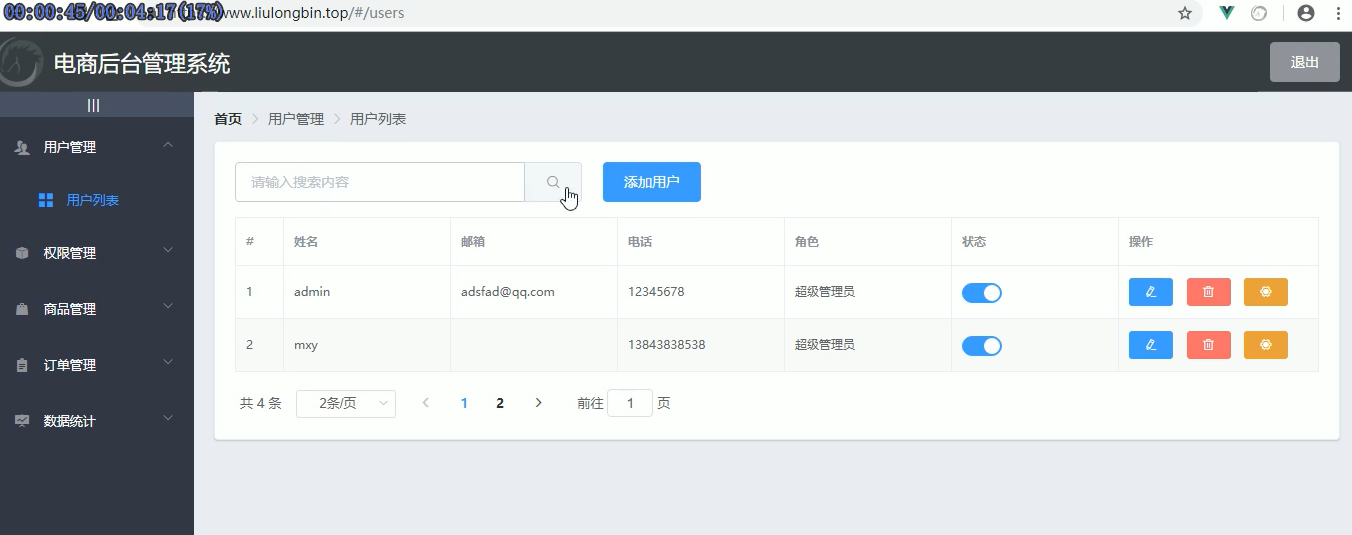 00:00:45/00:04:17(17%) www.liulongbin.top/#/users
电商后台管理系统 退出
|||
首页 > 用户管理 > 用户列表
用户管理
用户列表
权限管理
商品管理
订单管理
数据统计
请输入搜索内容 添加用户
# 姓名 邮箱 电话 角色 状态 操作
1 admin adsfad@qq.com 12345678 超级管理员
2 mxy 13843838538 超级管理员
共 4 条 2条/页 < 1 2 > 前往 1 页